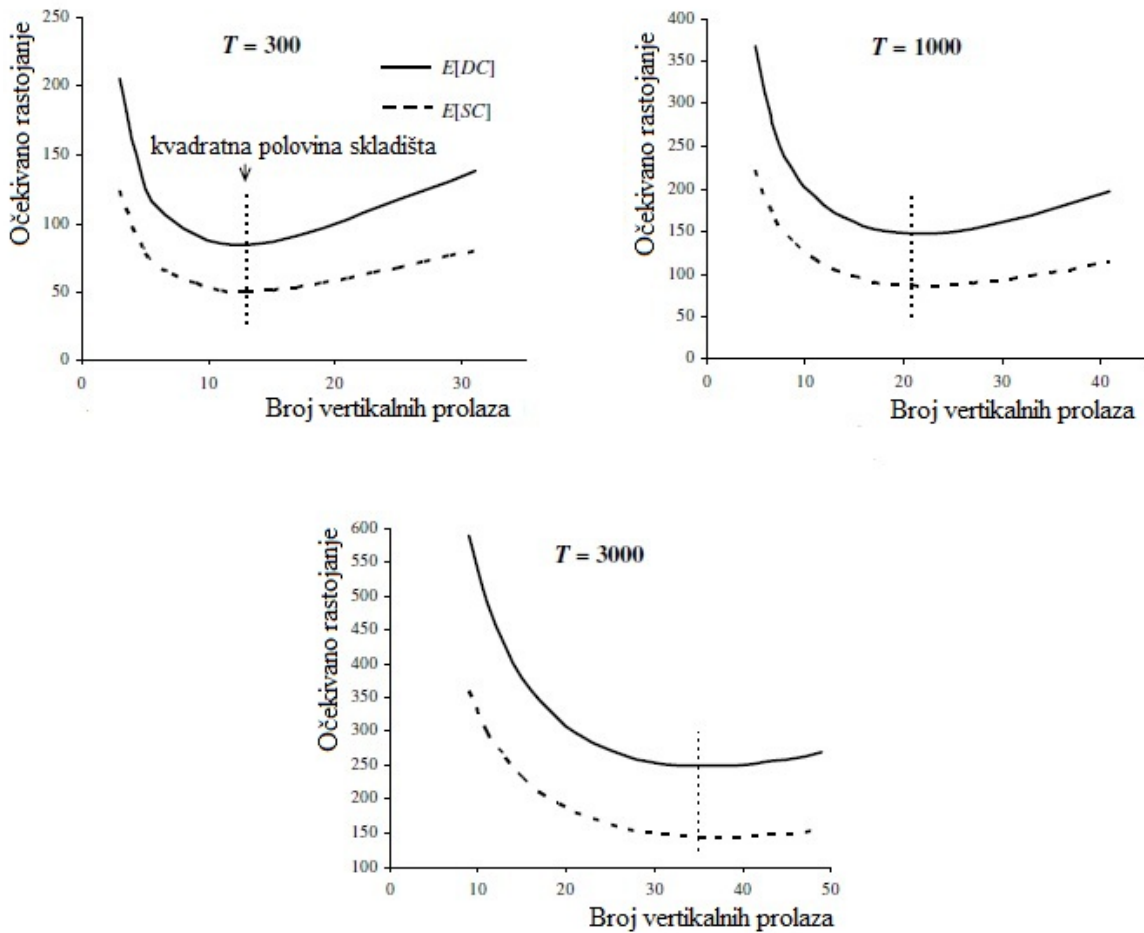 T = 300
E[DC]
E[SC]
kvadratna polovina skladišta
Očekivano rastojanje
250
200
150
100
50
0
0 10 20 30
Broj vertikalnih prolaza
T = 1000
Očekivano rastojanje
400
350
300
250
200
150
100
50
0
0 10 20 30 40
Broj vertikalnih prolaza
T = 3000
Očekivano rastojanje
600
550
500
450
400
350
300
250
200
150
100
0 10 20 30 40 50
Broj vertikalnih prolaza